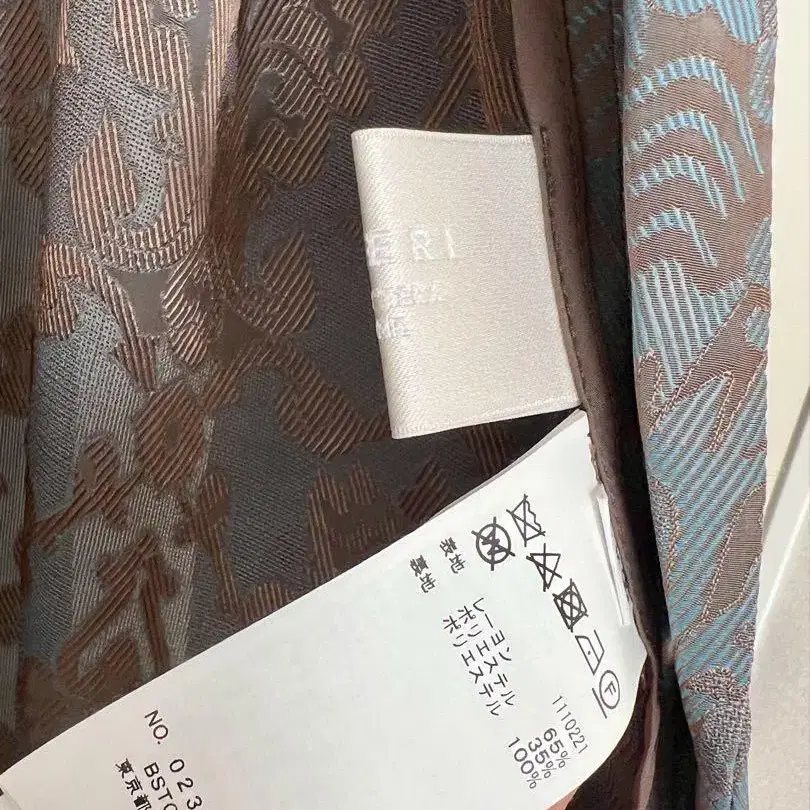 ERI
F
1110221
表地 レーヨン 65%
ポリエステル 35%
裏地 ポリエステル 100%
NO. 023
東京都